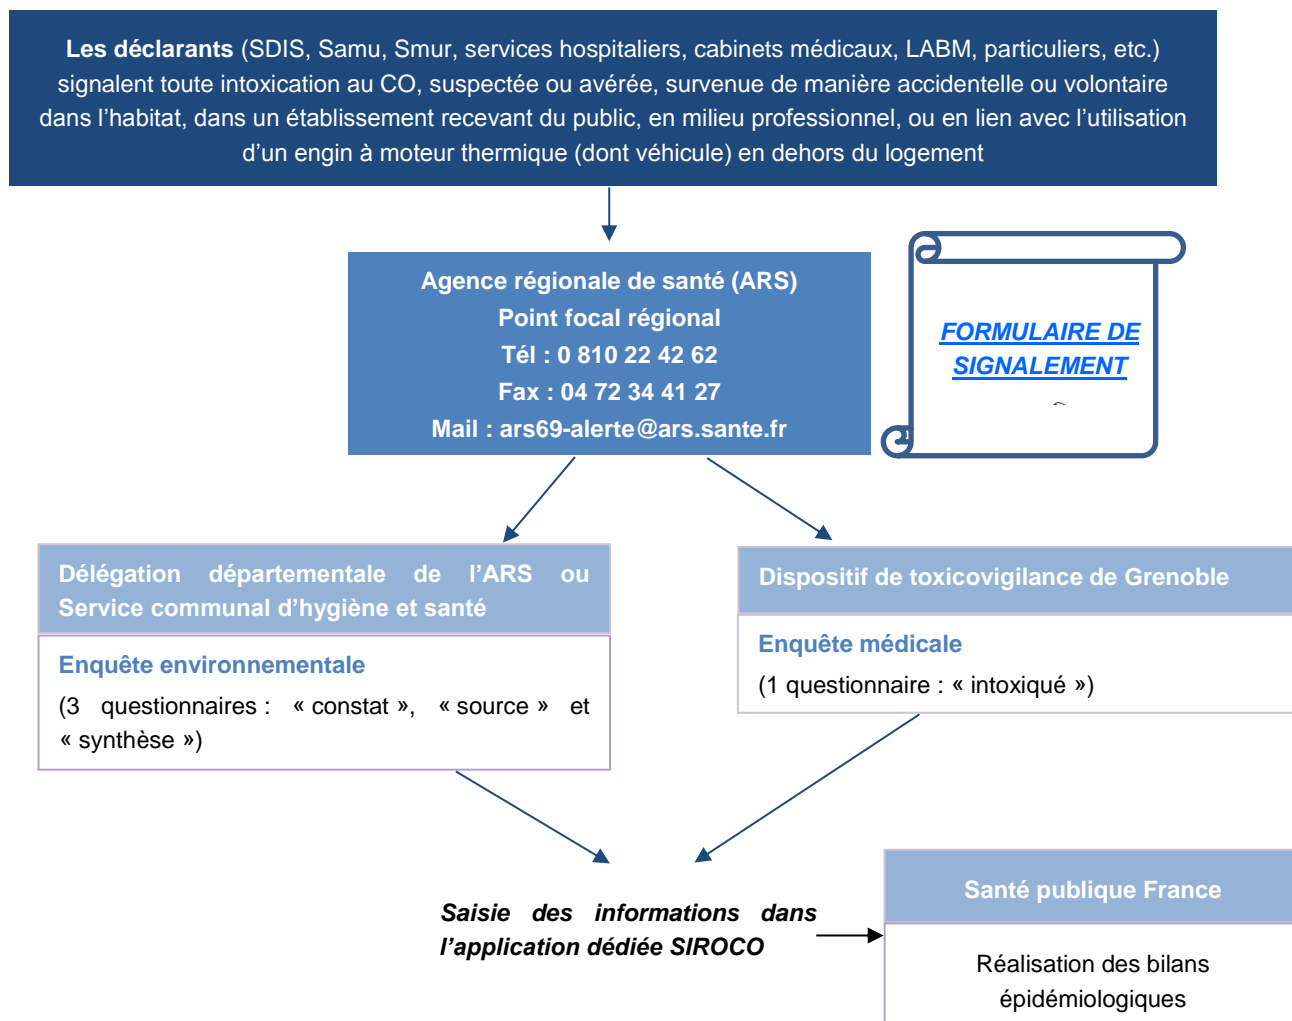 Les déclarants (SDIS, Samu, Smur, services hospitaliers, cabinets médicaux, LABM, particuliers, etc.)
signalent toute intoxication au CO, suspectée ou avérée, survenue de manière accidentelle ou volontaire
dans l’habitat, dans un établissement recevant du public, en milieu professionnel, ou en lien avec l’utilisation
d’un engin à moteur thermique (dont véhicule) en dehors du logement
Agence régionale de santé (ARS)
Point focal régional
Tél : 0 810 22 42 62
Fax : 04 72 34 41 27
Mail : ars69-alerte@ars.sante.fr
FORMULAIRE DE
SIGNALEMENT
Délégation départementale de l’ARS ou
Service communal d’hygiène et santé
Enquête environnementale
(3 questionnaires : « constat », « source » et
« synthèse »)
Dispositif de toxicovigilance de Grenoble
Enquête médicale
(1 questionnaire : « intoxiqué »)
Saisie des informations dans
l’application dédiée SIROCO
Santé publique France
Réalisation des bilans
épidémiologiques